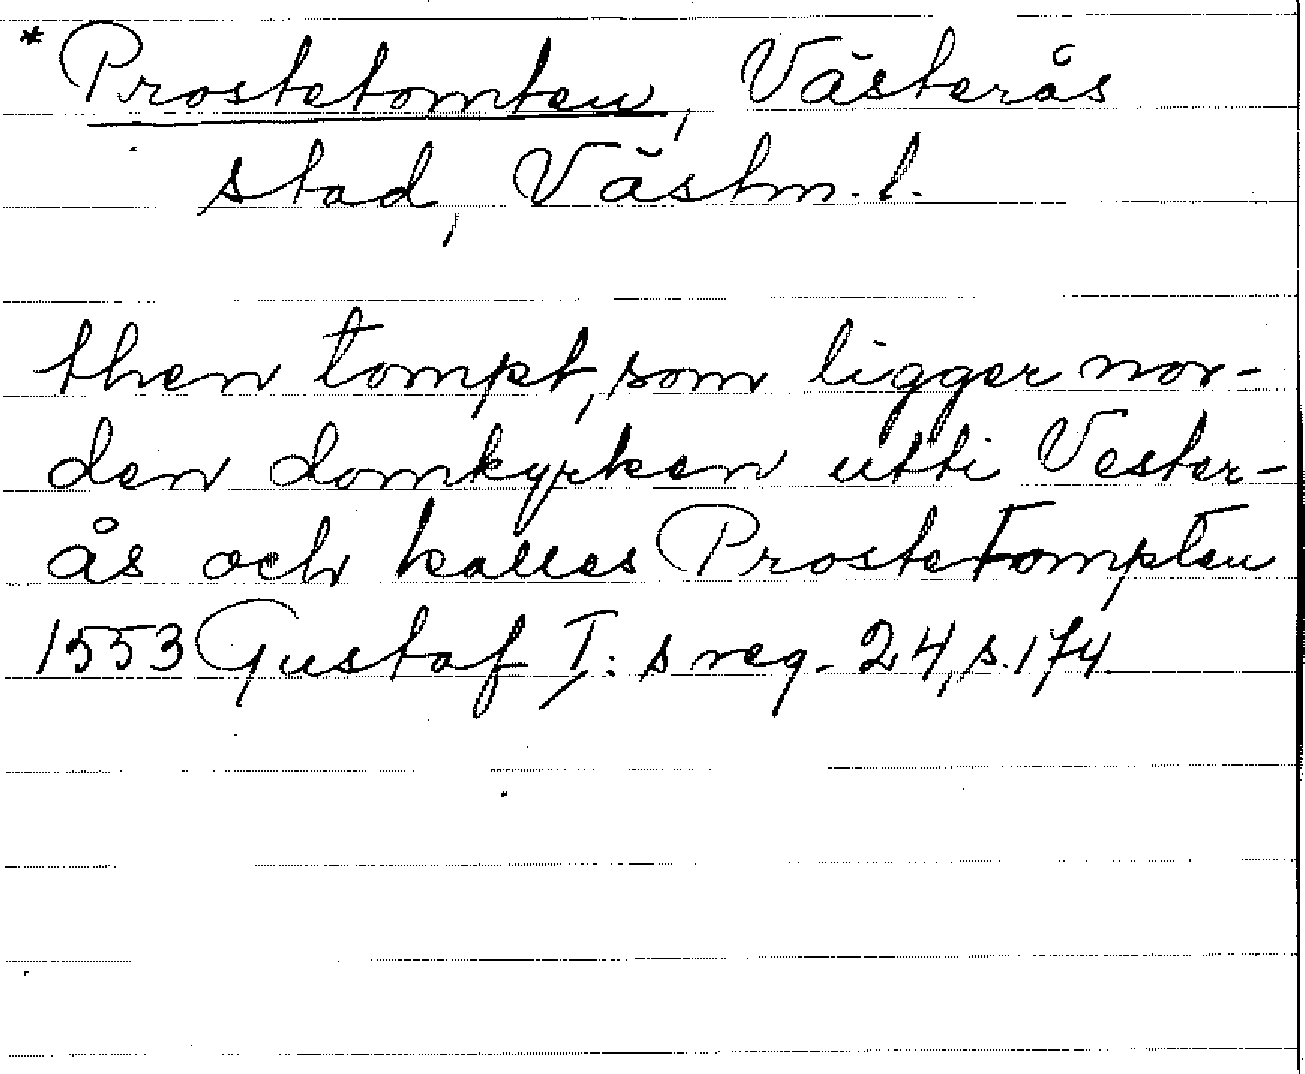 * Prostetomten, Västerås
stad, Västm. l.
then tompt, som ligger nor-
den domkyrken utti Vester-
ås och kalles Prostetompten
1553 Gustaf I:s reg. 24, s. 174